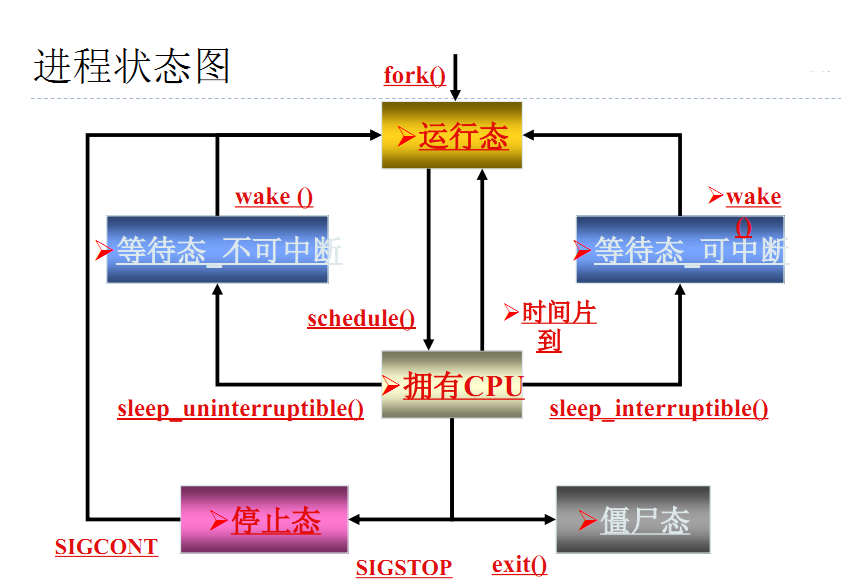 进程状态图
fork()
运行态
wake ()
wake
()
等待态_不可中断
等待态_可中断
schedule()
时间片
到
拥有CPU
sleep_uninterruptible()
sleep_interruptible()
停止态
僵尸态
SIGCONT
SIGSTOP
exit()